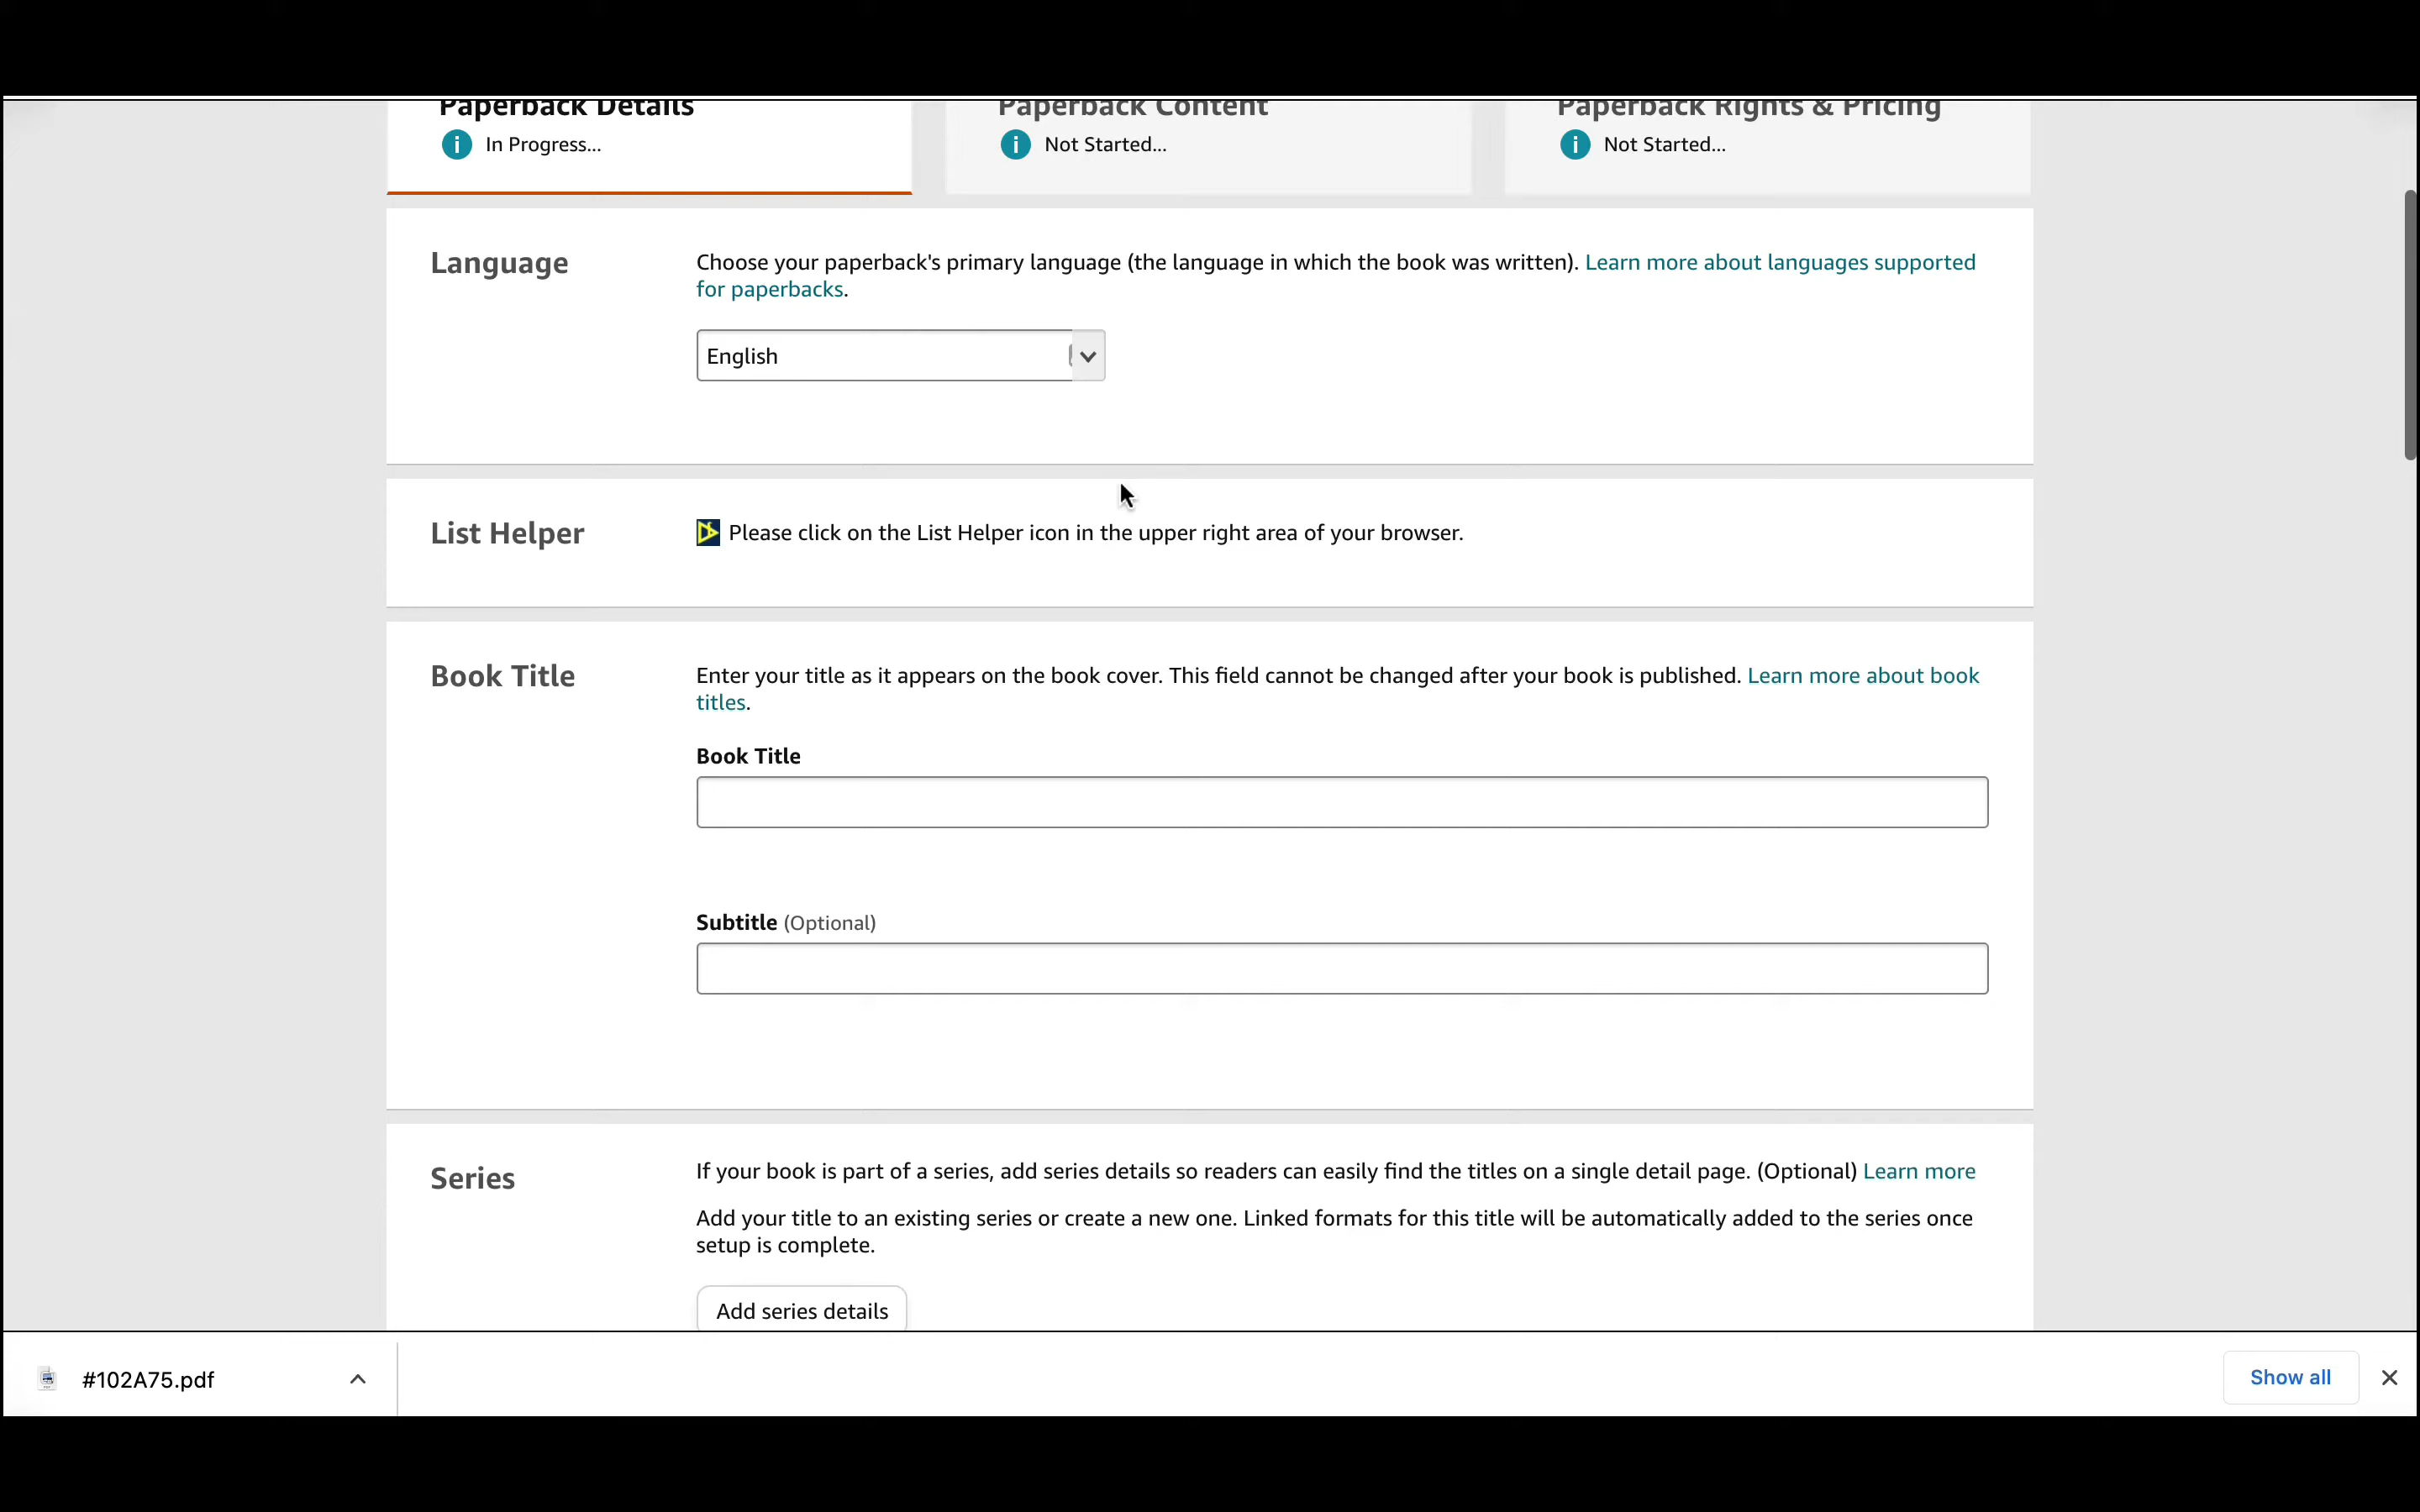 Paperback Details
Paperback Content
Paperback Rights & Pricing
In Progress...
Not Started...
Not Started...
Language
Choose your paperback's primary language (the language in which the book was written). Learn more about languages supported
for paperbacks.
English
List Helper
Please click on the List Helper icon in the upper right area of your browser.
Book Title
Enter your title as it appears on the book cover. This field cannot be changed after your book is published. Learn more about book
titles.
Book Title
Subtitle (Optional)
Series
If your book is part of a series, add series details so readers can easily find the titles on a single detail page. (Optional) Learn more
Add your title to an existing series or create a new one. Linked formats for this title will be automatically added to the series once
setup is complete.
Add series details
#102A75.pdf
Show all